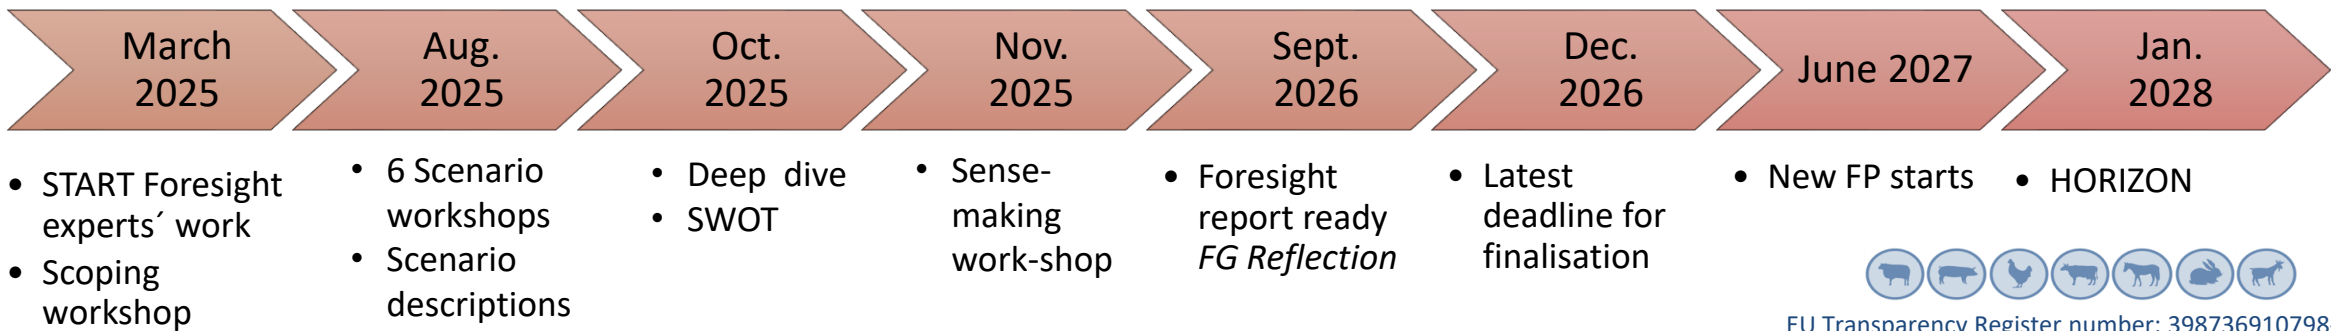 March
2025
Aug.
2025
Oct.
2025
Nov.
2025
Sept.
2026
Dec.
2026
June 2027
Jan.
2028
• START Foresight
experts´ work
• Scoping
workshop
• 6 Scenario
workshops
• Scenario
descriptions
• Deep dive
• SWOT
• Sense-
making
work-shop
• Foresight
report ready
FG Reflection
• Latest
deadline for
finalisation
• New FP starts
• HORIZON
EU Transparency Register number: 398736910798